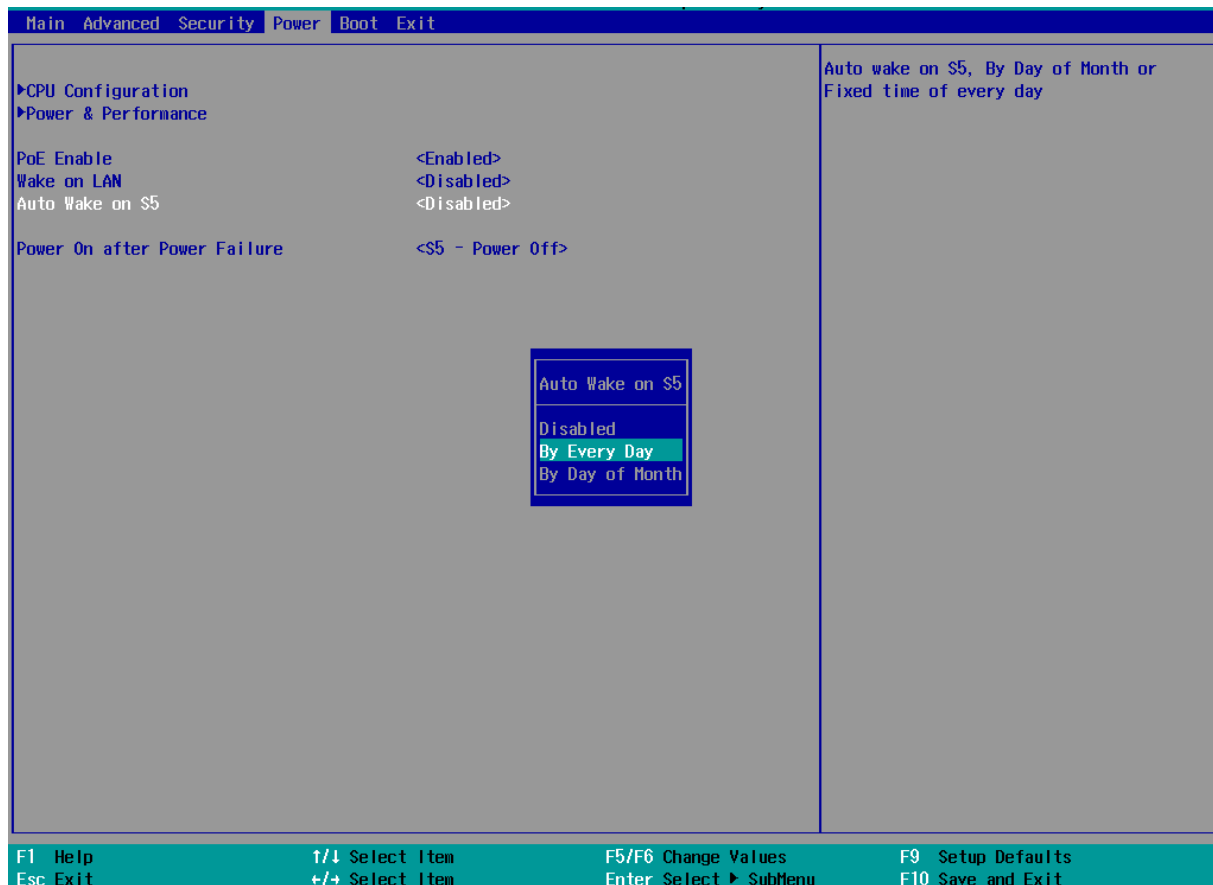 Main Advanced Security Power Boot Exit
▶CPU Configuration
▶Power & Performance
PoE Enable <Enabled>
Wake on LAN <Disabled>
Auto Wake on S5 <Disabled>
Power On after Power Failure <S5 - Power Off>
Auto wake on S5, By Day of Month or
Fixed time of every day
Auto Wake on S5
Disabled
By Every Day
By Day of Month
F1 Help ↑/↓ Select Item F5/F6 Change Values F9 Setup Defaults
Esc Exit ←/→ Select Item Enter Select ▶ SubMenu F10 Save and Exit